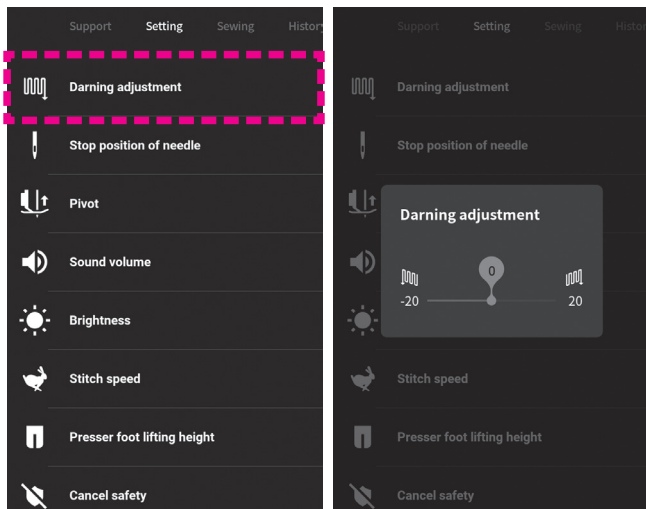 Support Setting Sewing History
Darning adjustment
Stop position of needle
Pivot
Sound volume
Brightness
Stitch speed
Presser foot lifting height
Cancel safety
Support Setting Sewing
Darning adjustment
Stop position of needle
Darning adjustment
0
-20 20
Stitch speed
Presser foot lifting height
Cancel safety